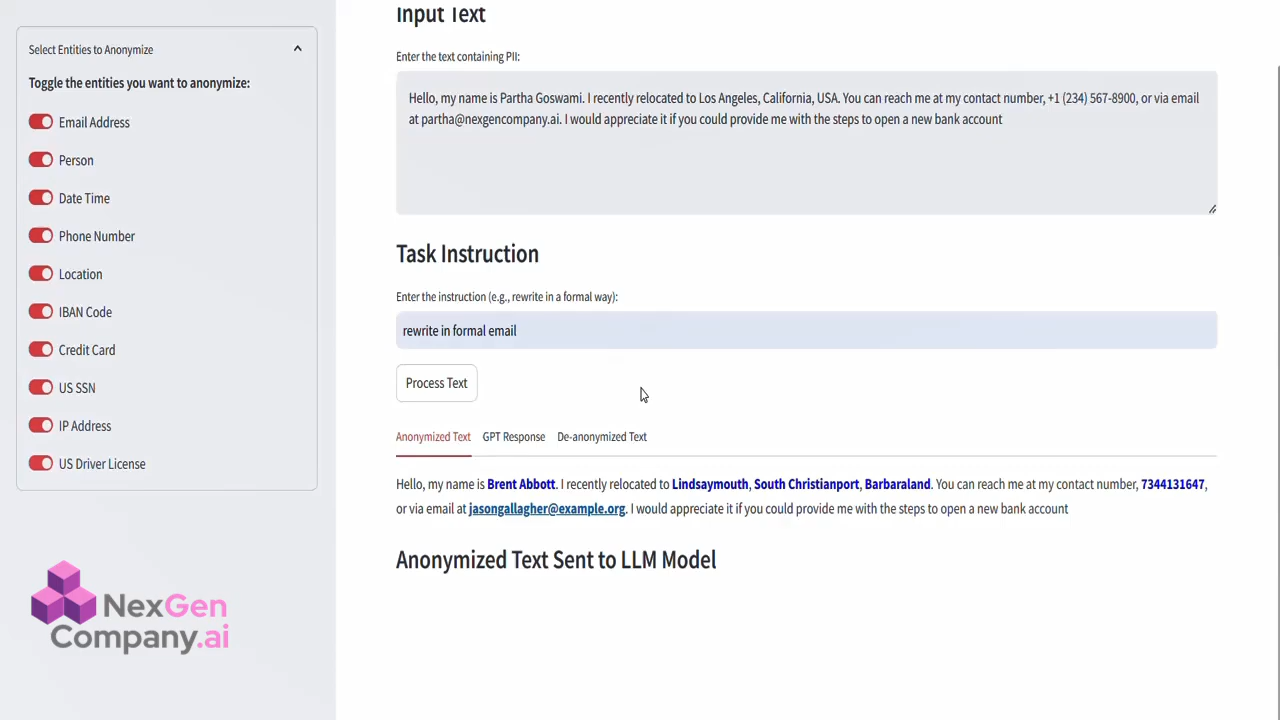 Select Entities to Anonymize
Toggle the entities you want to anonymize:
Email Address
Person
Date Time
Phone Number
Location
IBAN Code
Credit Card
US SSN
IP Address
US Driver License
NexGen
Company.ai
Input Text
Enter the text containing PII:
Hello, my name is Partha Goswami. I recently relocated to Los Angeles, California, USA. You can reach me at my contact number, +1 (234) 567-8900, or via email
at partha@nexgencompany.ai. I would appreciate it if you could provide me with the steps to open a new bank account
Task Instruction
Enter the instruction (e.g., rewrite in a formal way):
rewrite in formal email
Process Text
Anonymized Text GPT Response De-anonymized Text
Hello, my name is Brent Abbott. I recently relocated to Lindsaymouth, South Christianport, Barbaraland. You can reach me at my contact number, 7344131647,
or via email at jasongallagher@example.org. I would appreciate it if you could provide me with the steps to open a new bank account
Anonymized Text Sent to LLM Model